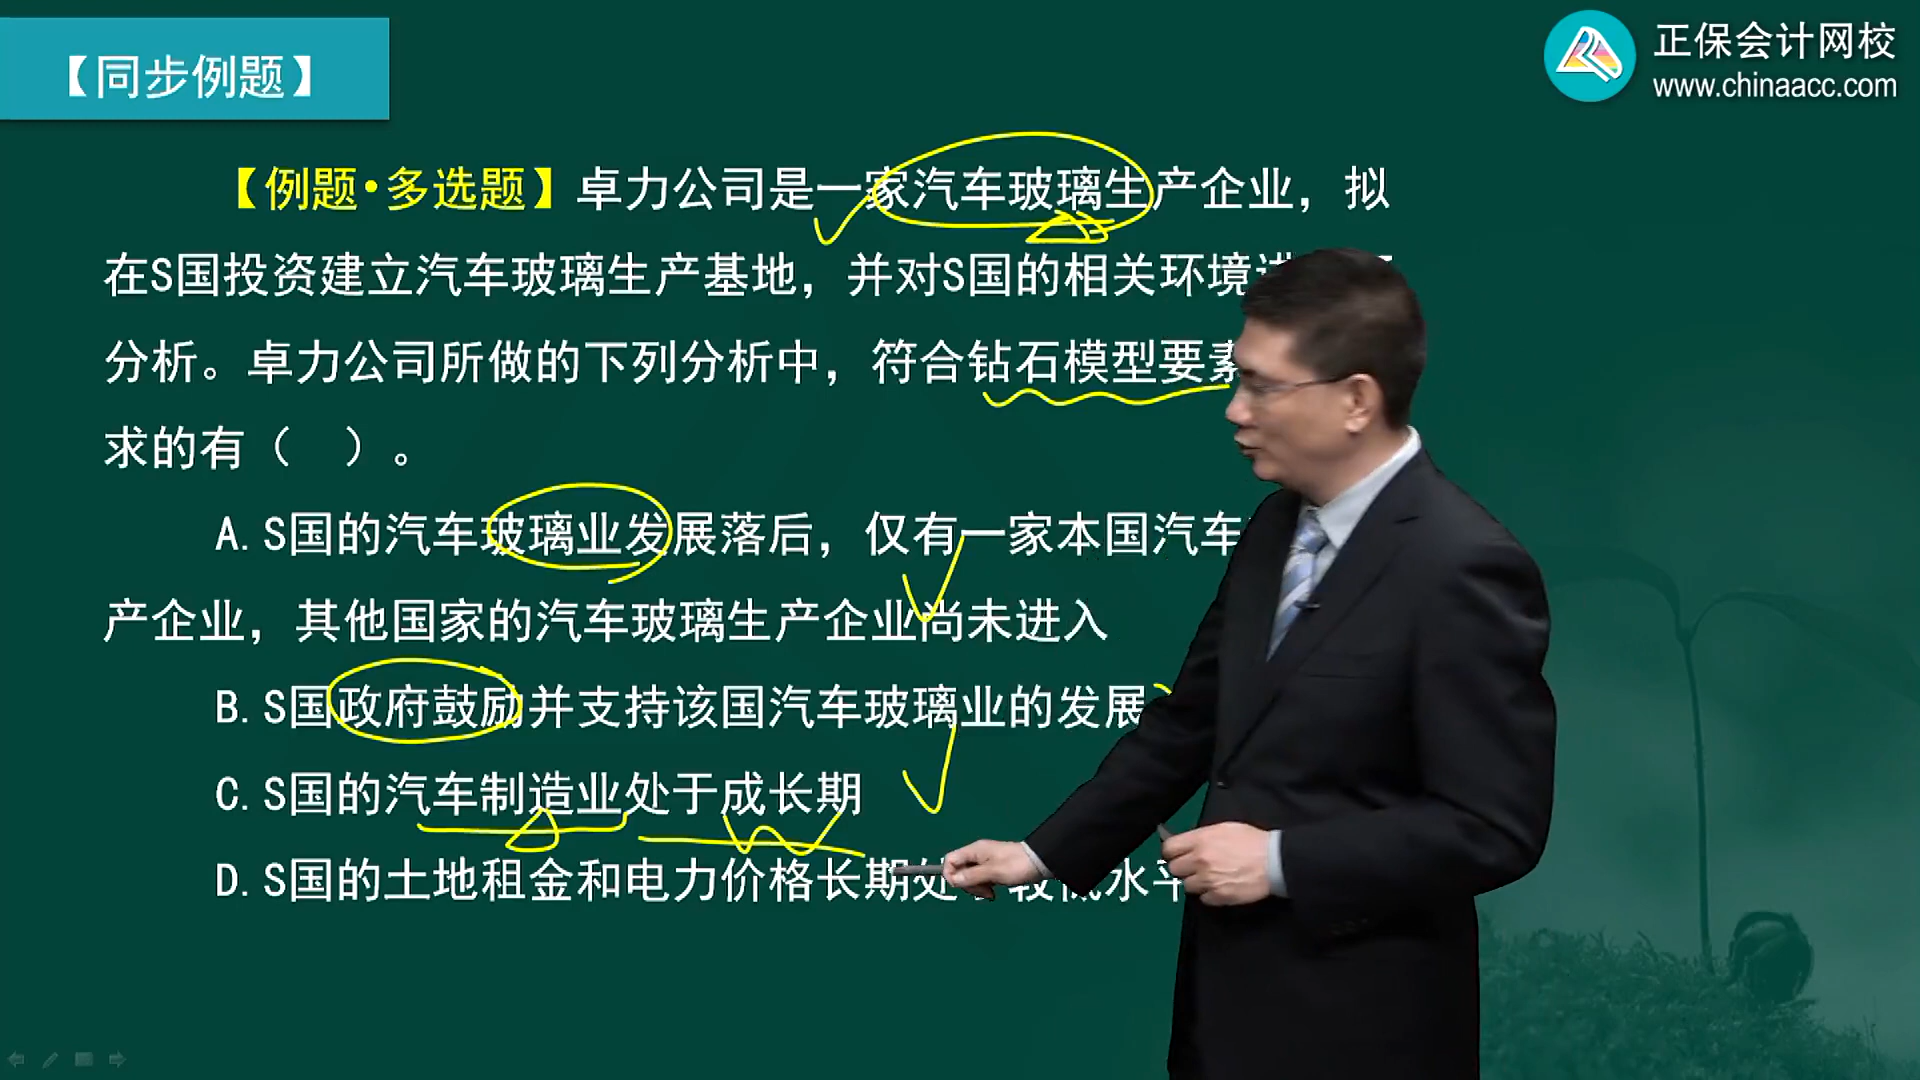 【同步例题】
正保会计网校
www.chinaacc.com
【例题·多选题】卓力公司是一家汽车玻璃生产企业，拟
在S国投资建立汽车玻璃生产基地，并对S国的相关环境进
分析。卓力公司所做的下列分析中，符合钻石模型要素
求的有（ ）。
A.S国的汽车玻璃业发展落后，仅有一家本国汽车
产企业，其他国家的汽车玻璃生产企业尚未进入
B.S国政府鼓励并支持该国汽车玻璃业的发展
C.S国的汽车制造业处于成长期
D.S国的土地租金和电力价格长期处于较低水平